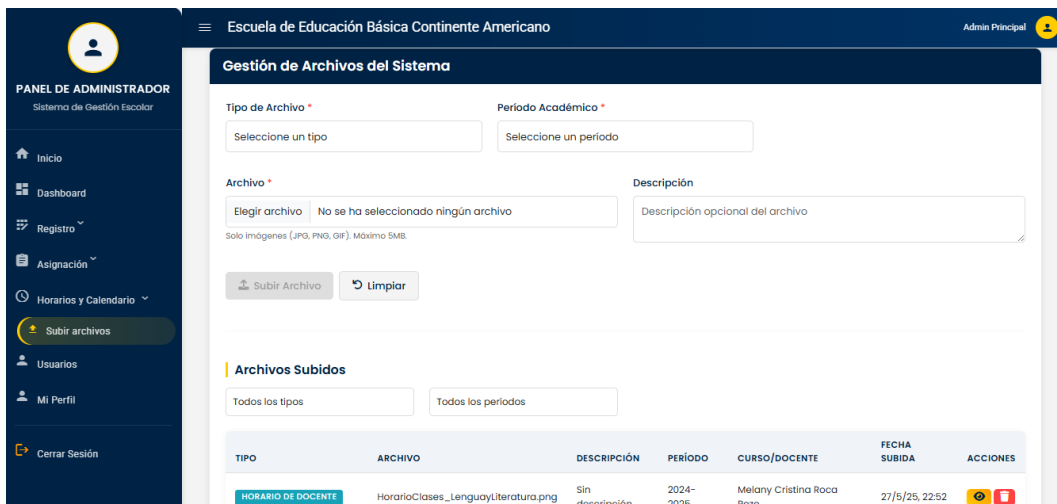 Escuela de Educación Básica Continente Americano
Admin Principal
PANEL DE ADMINISTRADOR
Sistema de Gestión Escolar
Inicio
Dashboard
Registro
Asignación
Horarios y Calendario
Subir archivos
Usuarios
Mi Perfil
Cerrar Sesión
Gestión de Archivos del Sistema
Tipo de Archivo *
Período Académico *
Seleccione un tipo
Seleccione un período
Archivo *
Descripción
Elegir archivo No se ha seleccionado ningún archivo
Descripción opcional del archivo
Solo imágenes (JPG, PNG, GIF). Máximo 5MB.
Subir Archivo
Limpiar
Archivos Subidos
Todos los tipos
Todos los períodos
TIPO ARCHIVO DESCRIPCIÓN PERÍODO CURSO/DOCENTE FECHA SUBIDA ACCIONES
HORARIO DE DOCENTE
HorarioClases_LenguayLiteratura.png
Sin
descripción
2024-
2025
Melany Cristina Roca
27/5/25, 22:52